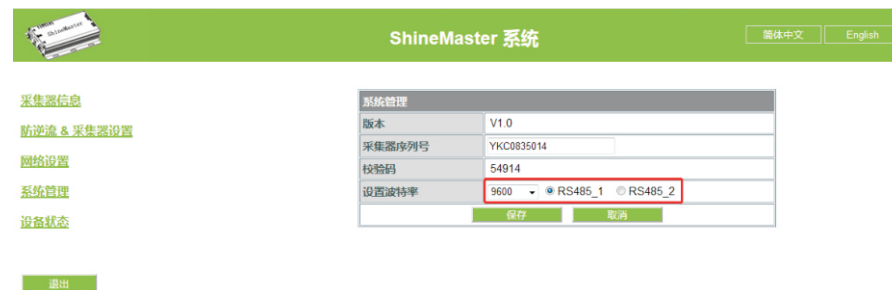 ShineMaster
ShineMaster 系统
简体中文 English
采集器信息
防逆流 & 采集器设置
网络设置
系统管理
设备状态
退出
系统管理
版本 V1.0
采集器序列号 YKC0835014
校验码 54914
设置波特率 9600 RS485_1 RS485_2
保存 取消